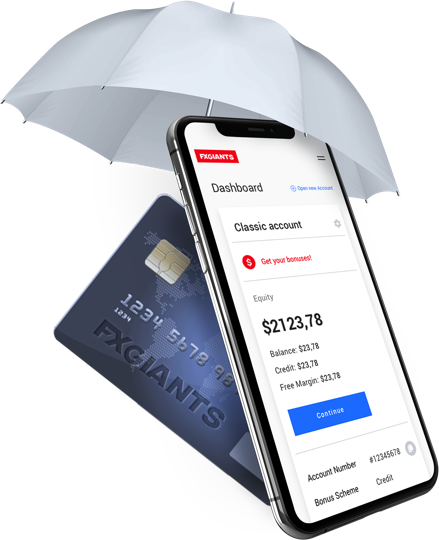 FXGIANTS
Dashboard
Open new Account
Classic account
$ Get your bonuses!
Equity
$2123,78
Balance: $23,78
Credit: $23,78
Free Margin: $23,78
Continue
Account Number #12345678
Bonus Scheme Credit
1234 5678 98
1234
FXGIANTS